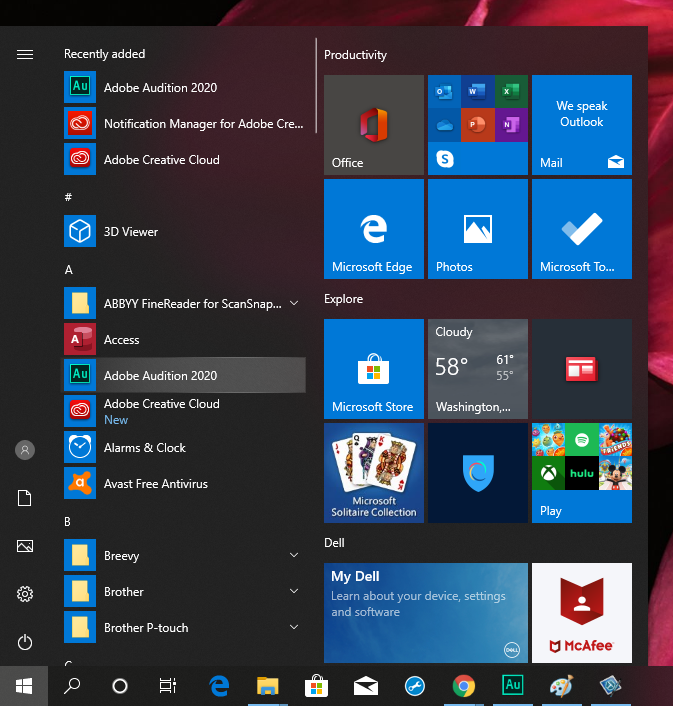 Recently added
Au Adobe Audition 2020
Notification Manager for Adobe Cre...
Adobe Creative Cloud
#
3D Viewer
A
ABBYY FineReader for ScanSnap...
A Access
Au Adobe Audition 2020
Adobe Creative Cloud
New
Alarms & Clock
Avast Free Antivirus
B
Breevy
Brother
Brother P-touch
Productivity
Office
O W X
P N
S
We speak
Outlook
Mail
Microsoft Edge
Photos
Microsoft To...
Explore
Microsoft Store
Cloudy
58° 61°
55°
Washington,...
Q K
Microsoft
Solitaire Collection
FRIENDS
hulu
Play
Dell
My Dell
Learn about your device, settings
and software
DELL
McAfee
Au